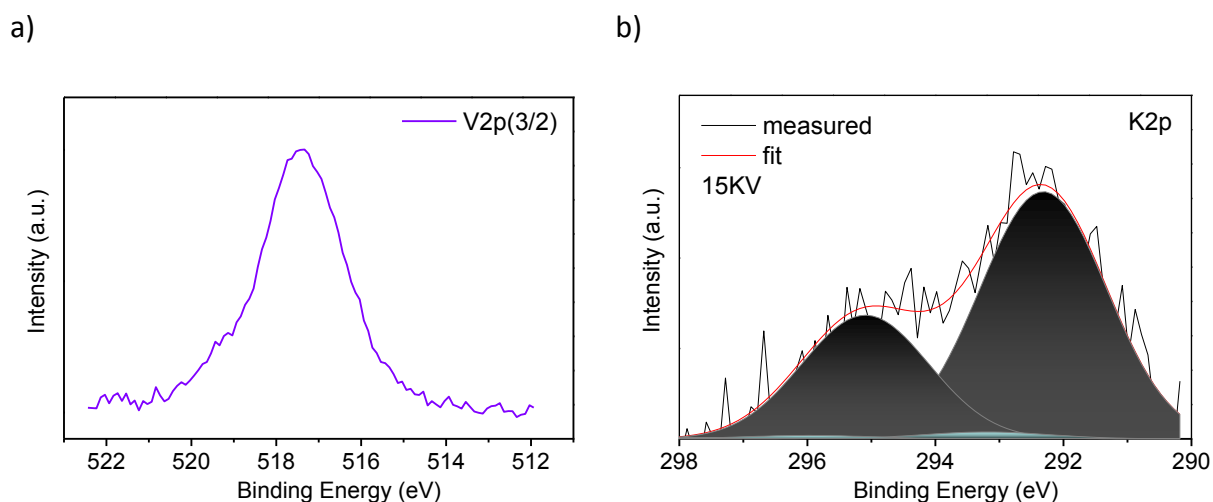 a)
V2p(3/2)
Intensity (a.u.)
522 520 518 516 514 512
Binding Energy (eV)
b)
measured
fit
15KV
K2p
Intensity (a.u.)
298 296 294 292 290
Binding Energy (eV)